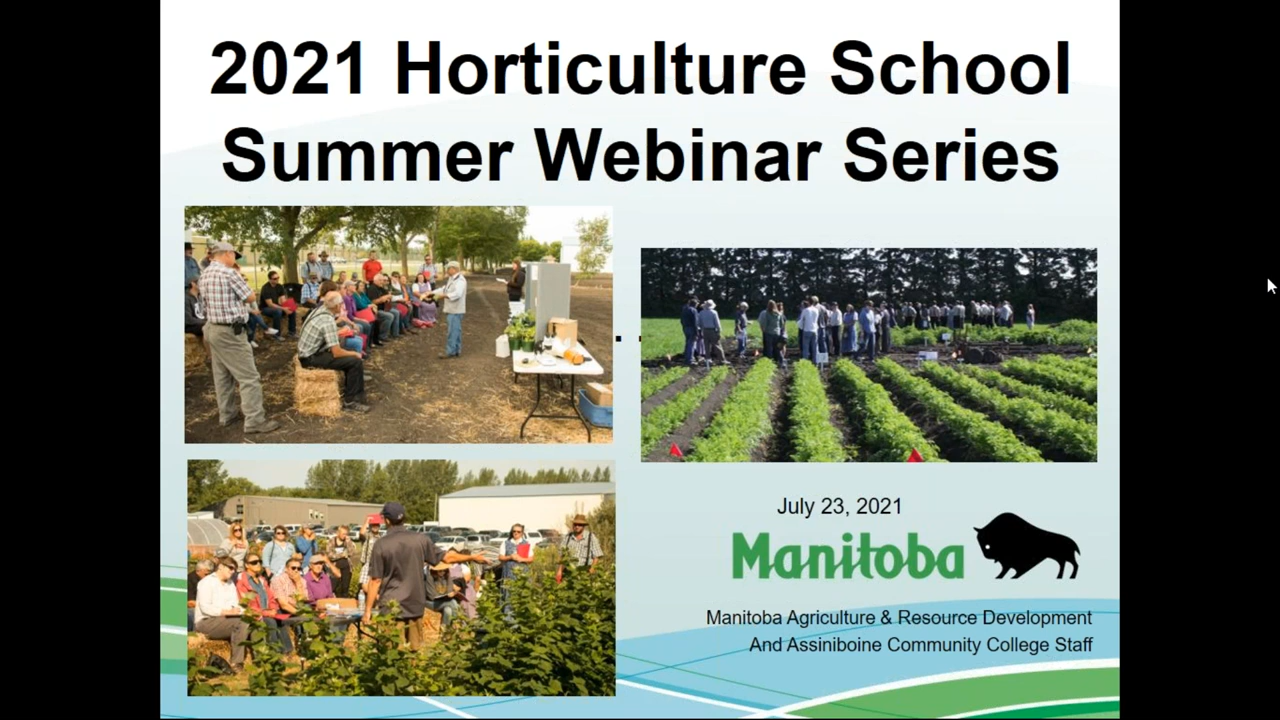 2021 Horticulture School
Summer Webinar Series
July 23, 2021
Manitoba
Manitoba Agriculture & Resource Development
And Assiniboine Community College Staff